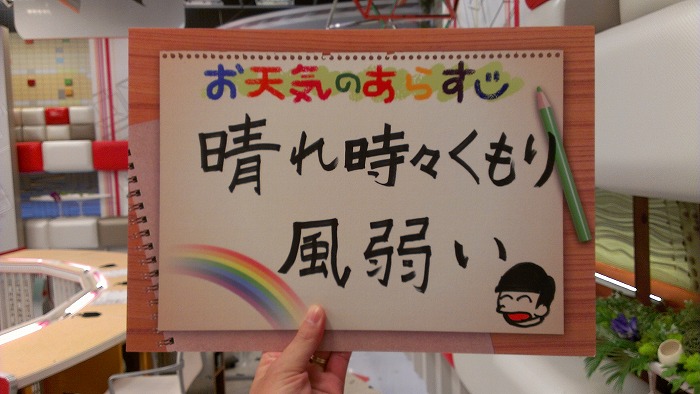 お天気のあらすじ
晴れ時々くもり
風弱い